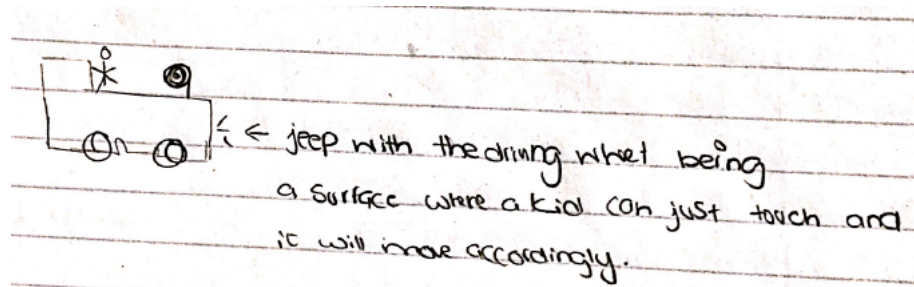 ← jeep with the driving wheel being
a surface where a kid can just touch and
it will move accordingly.